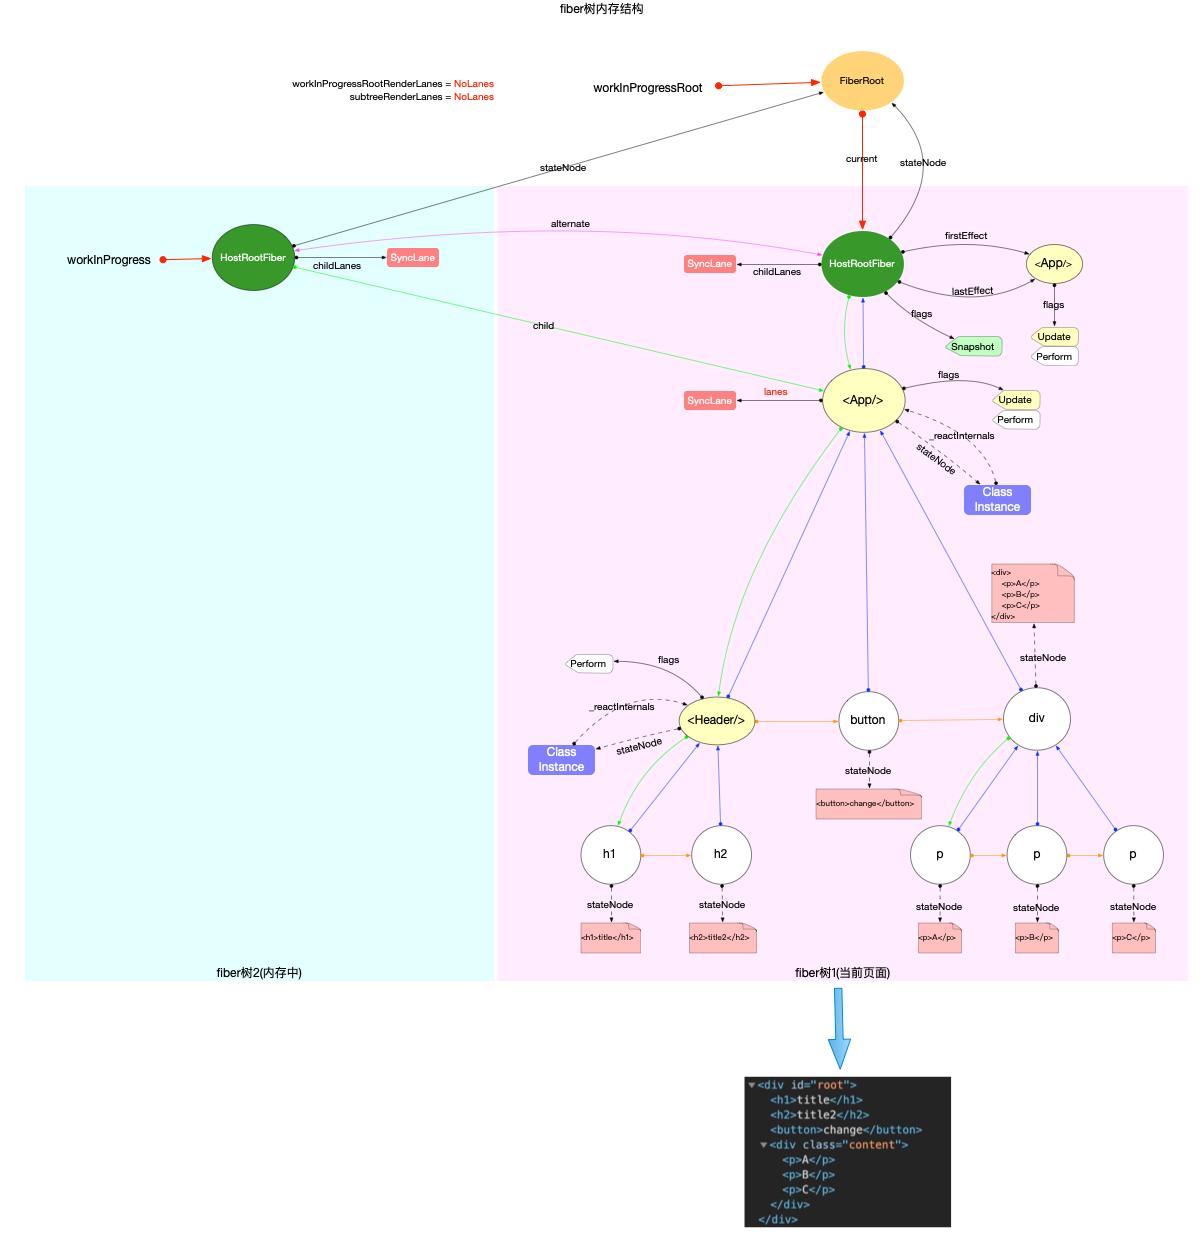 fiber树内存结构
workInProgressRootRenderLanes = NoLanes
subtreeRenderLanes = NoLanes
workInProgressRoot
FiberRoot
stateNode
current
stateNode
alternate
workInProgress
HostRootFiber
childLanes
SyncLane
SyncLane
childLanes
HostRootFiber
firstEffect
lastEffect
<App/>
flags
Update
Perform
flags
Snapshot
child
SyncLane
lanes
<App/>
flags
Update
Perform
_reactInternals
stateNode
Class
Instance
<div>
<p>A</p>
<p>B</p>
<p>C</p>
</div>
stateNode
Perform
flags
_reactInternals
stateNode
Class
Instance
<Header/>
button
div
stateNode
<button>change</button>
h1
h2
p
p
p
stateNode
stateNode
stateNode
stateNode
stateNode
<h1>title</h1>
<h2>title2</h2>
<p>A</p>
<p>B</p>
<p>C</p>
fiber树2(内存中)
fiber树1(当前页面)
<div id="root">
<h1>title</h1>
<h2>title2</h2>
<button>change</button>
<div class="content">
<p>A</p>
<p>B</p>
<p>C</p>
</div>
</div>